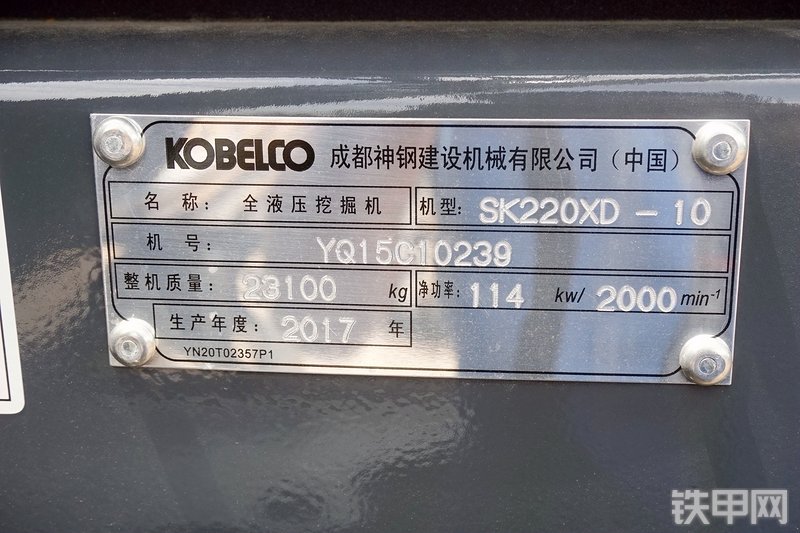 KOBELCO 成都神钢建设机械有限公司（中国）
名称：全液压挖掘机 机型：SK220XD-10
机号：YQ15C10239
整机质量：23100 kg 净功率：114 kw/ 2000 min-1
生产年度：2017 年
YN20T02357P1
铁甲网